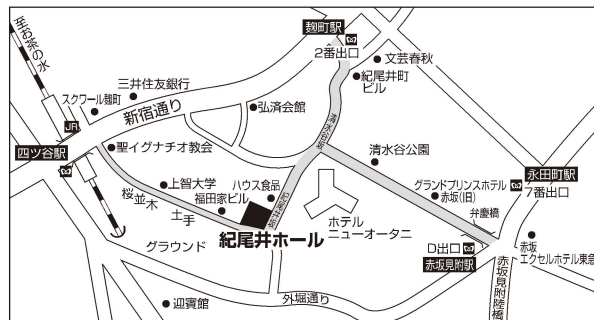 至お茶の水
麹町駅
2番出口
文芸春秋
紀尾井町
ビル
三井住友銀行
スクワール麹町
新宿通り
弘済会館
JR
四ツ谷駅
聖イグナチオ教会
清水谷坂
清水谷公園
上智大学
ハウス食品
福田家ビル
桜並木
土手
紀尾井坂
グランドプリンスホテル
赤坂(旧)
永田町駅
7番出口
弁慶橋
ホテル
ニューオータニ
グラウンド
紀尾井ホール
D出口
赤坂見附駅
赤坂
エクセルホテル東急
赤坂見附陸橋
外堀通り
迎賓館